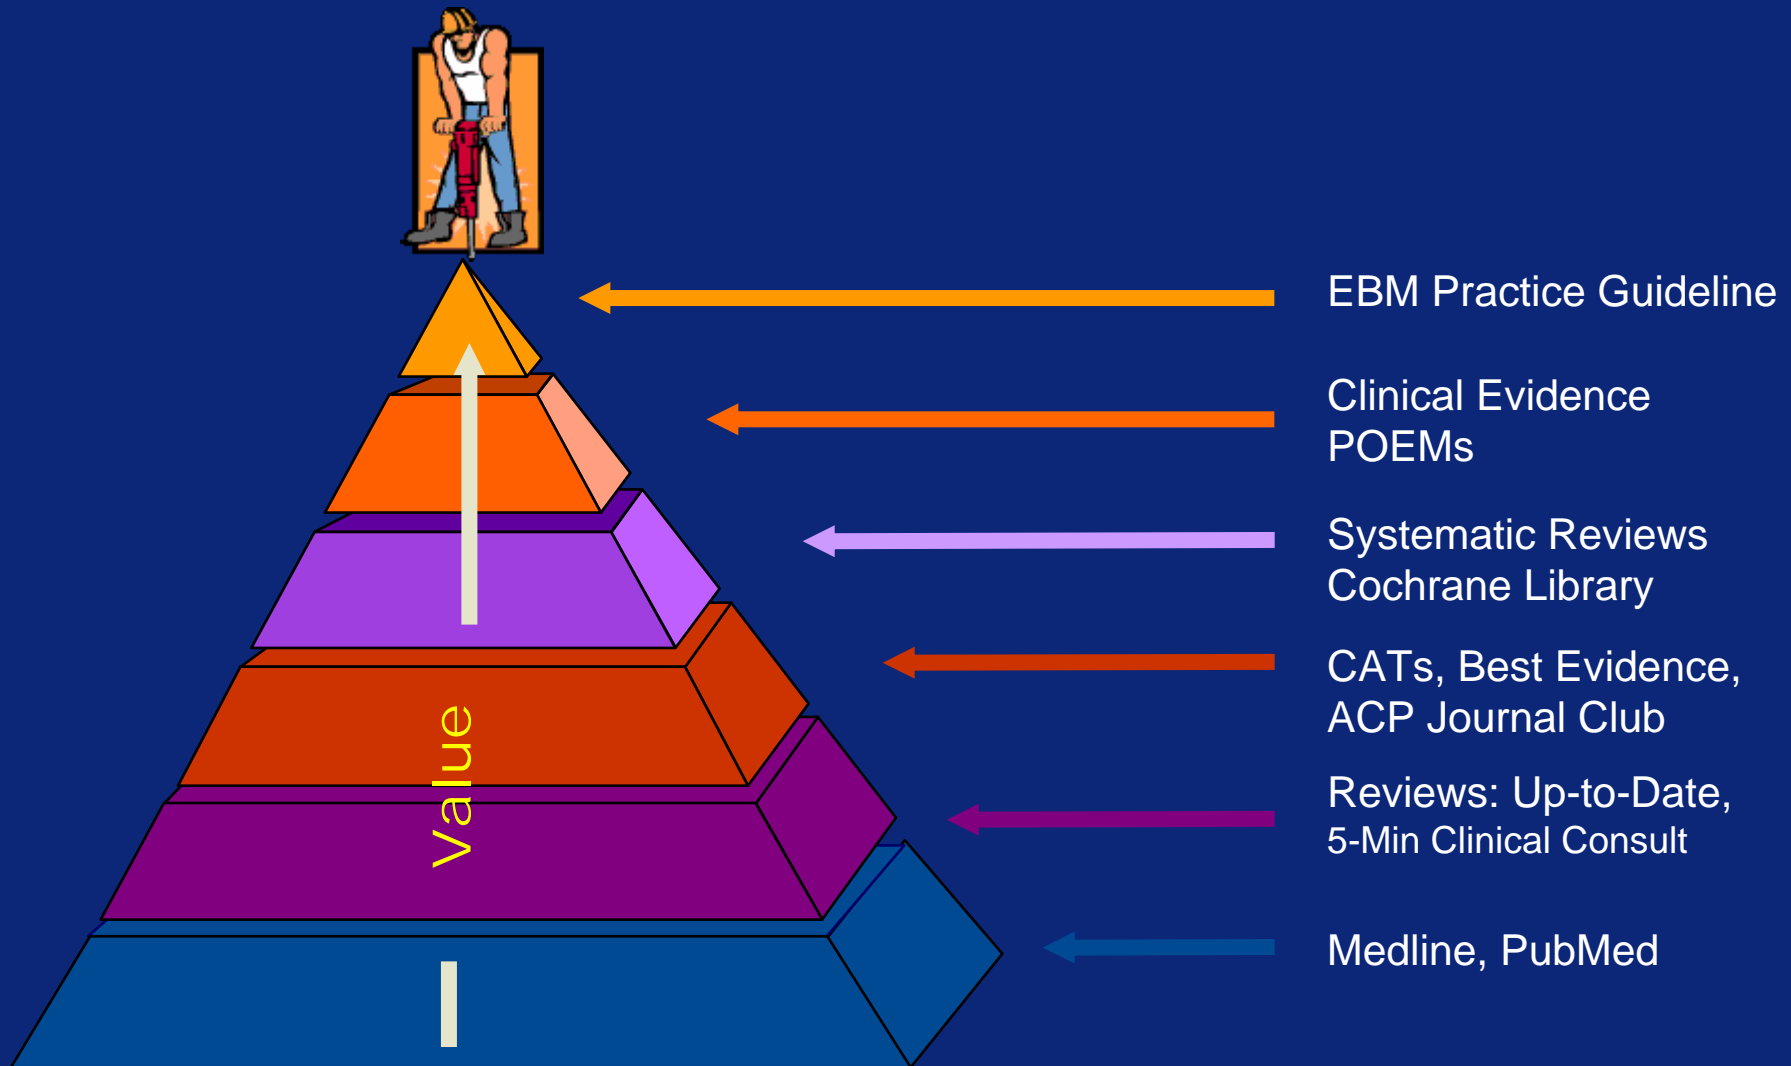 EBM Practice Guideline
Clinical Evidence
POEMs
Systematic Reviews
Cochrane Library
CATs, Best Evidence,
ACP Journal Club
Reviews: Up-to-Date,
5-Min Clinical Consult
Medline, PubMed
Value